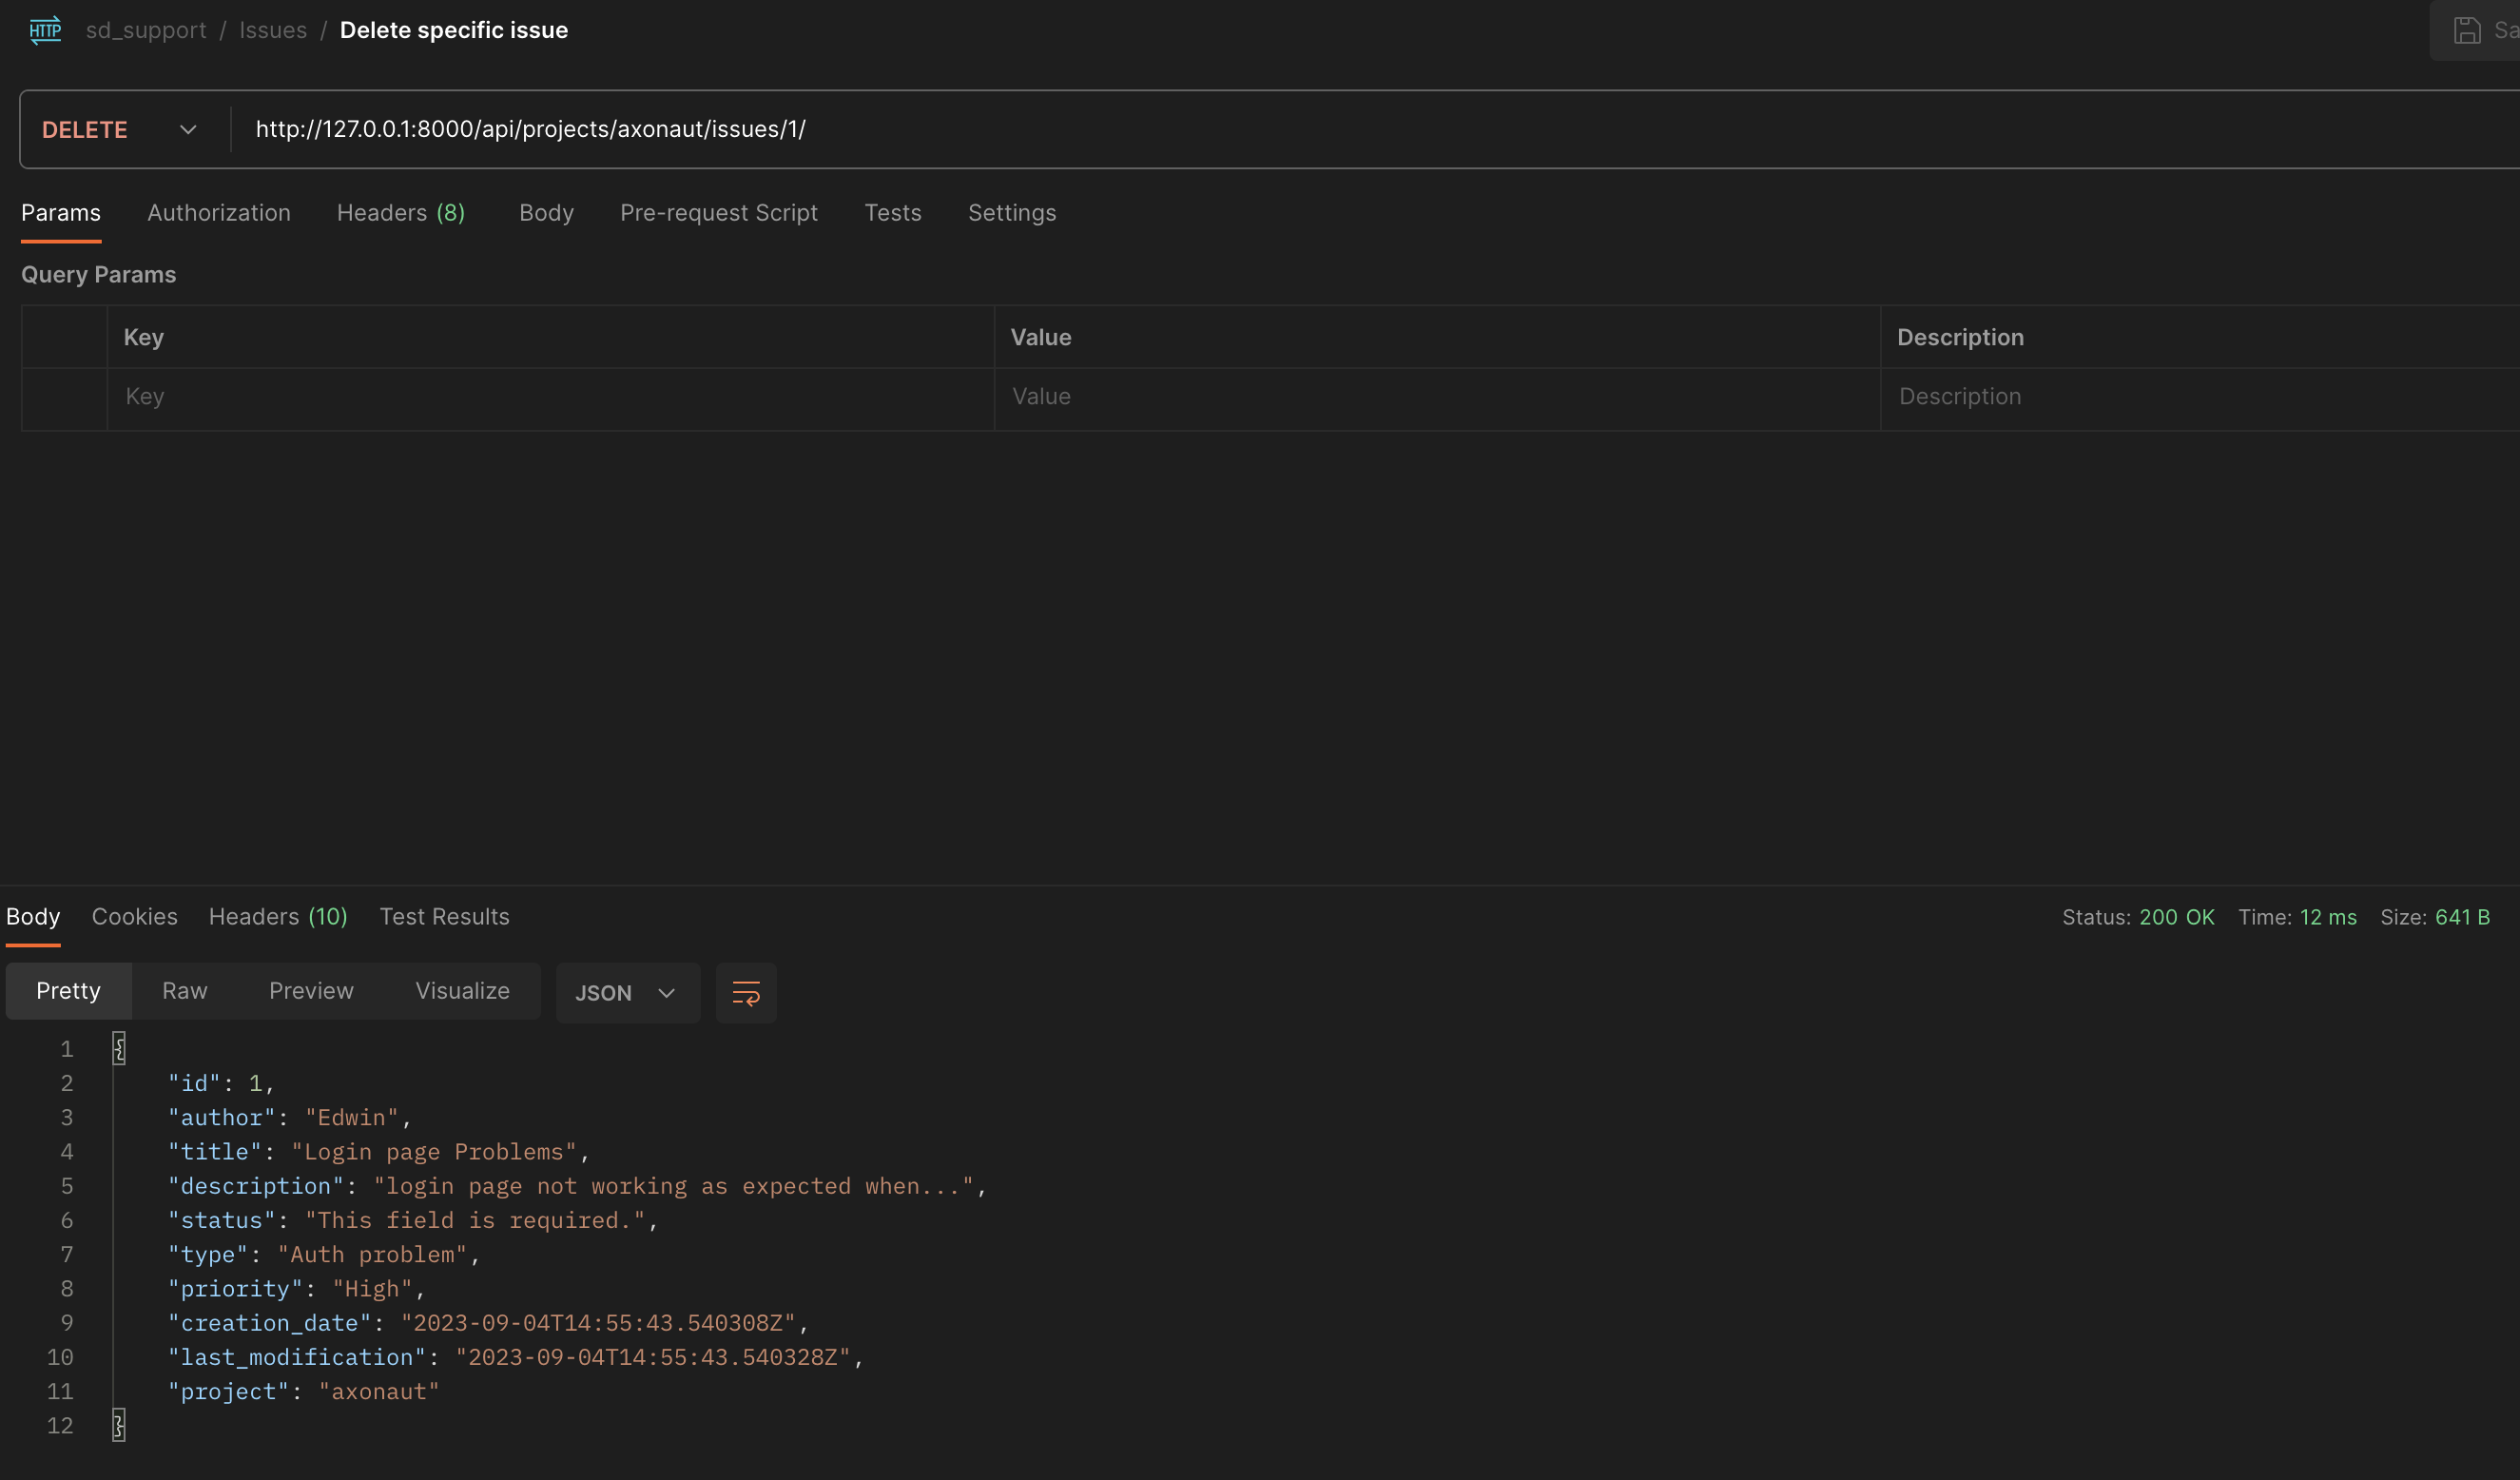 HTTP sd_support / Issues / Delete specific issue
DELETE http://127.0.0.1:8000/api/projects/axonaut/issues/1/
Params Authorization Headers (8) Body Pre-request Script Tests Settings
Query Params
Key Value Description
Key Value Description
Body Cookies Headers (10) Test Results Status: 200 OK Time: 12 ms Size: 641 B
Pretty Raw Preview Visualize JSON
1 {
2 "id": 1,
3 "author": "Edwin",
4 "title": "Login page Problems",
5 "description": "login page not working as expected when...",
6 "status": "This field is required.",
7 "type": "Auth problem",
8 "priority": "High",
9 "creation_date": "2023-09-04T14:55:43.540308Z",
10 "last_modification": "2023-09-04T14:55:43.540328Z",
11 "project": "axonaut"
12 }